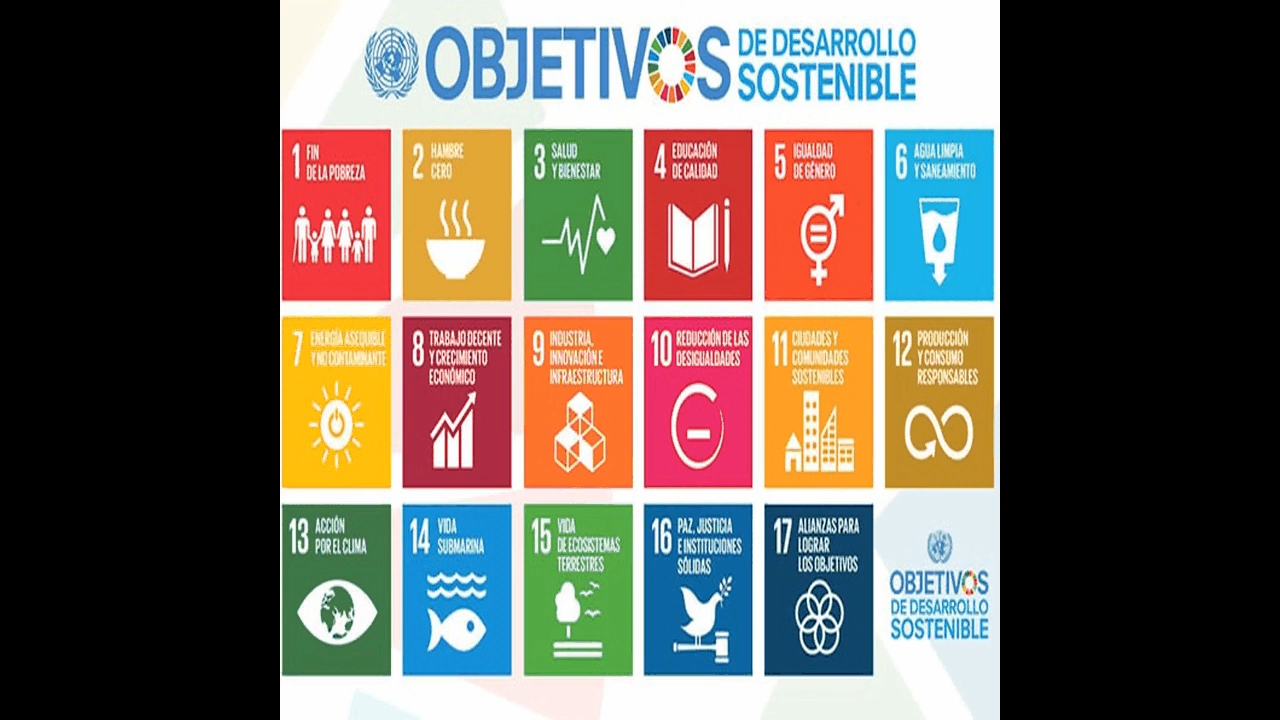 OBJETIVOS DE DESARROLLO
SOSTENIBLE
1 FIN
DE LA POBREZA
2 HAMBRE
CERO
3 SALUD
Y BIENESTAR
4 EDUCACIÓN
DE CALIDAD
5 IGUALDAD
DE GÉNERO
6 AGUA LIMPIA
Y SANEAMIENTO
7 ENERGÍA ASEQUIBLE
Y NO CONTAMINANTE
8 TRABAJO DECENTE
Y CRECIMIENTO
ECONÓMICO
9 INDUSTRIA,
INNOVACIÓN E
INFRAESTRUCTURA
10 REDUCCIÓN DE LAS
DESIGUALDADES
11 CIUDADES Y
COMUNIDADES
SOSTENIBLES
12 PRODUCCIÓN
Y CONSUMO
RESPONSABLES
13 ACCIÓN
POR EL CLIMA
14 VIDA
SUBMARINA
15 VIDA
DE ECOSISTEMAS
TERRESTRES
16 PAZ, JUSTICIA
E INSTITUCIONES
SÓLIDAS
17 ALIANZAS PARA
LOGRAR
LOS OBJETIVOS
OBJETIVOS
DE DESARROLLO
SOSTENIBLE